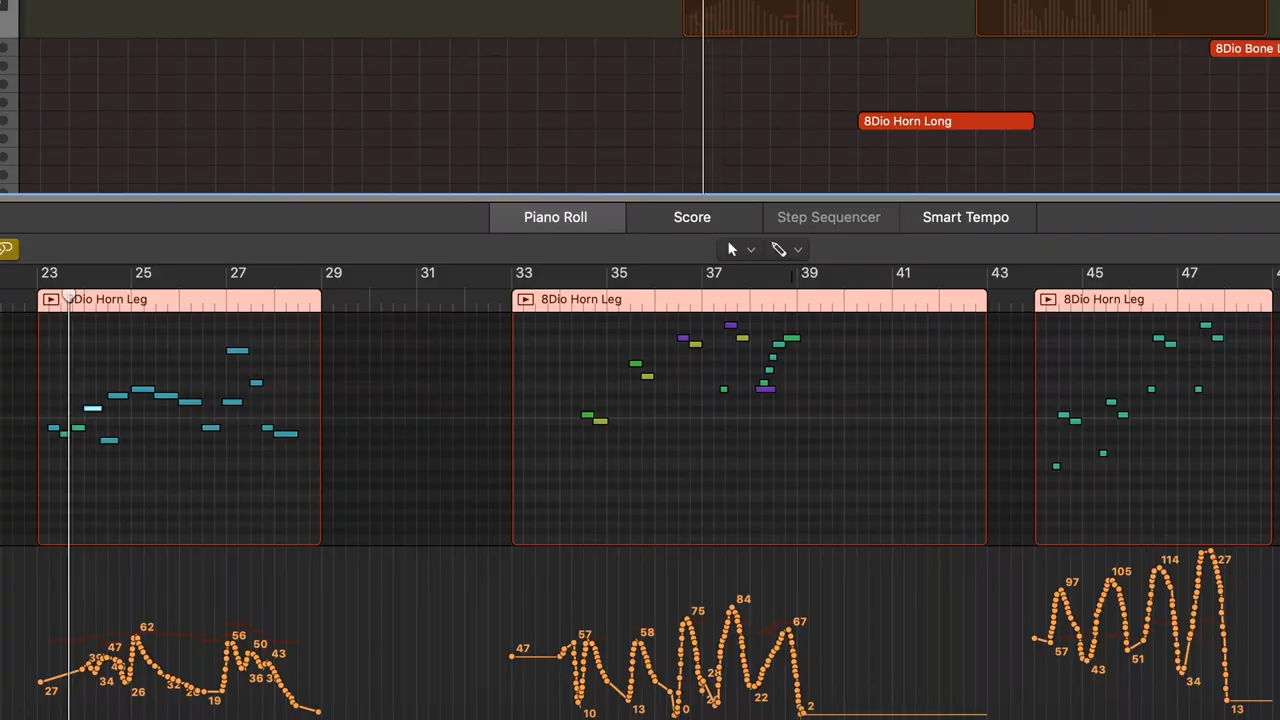 8Dio Bone L
8Dio Horn Long
Piano Roll Score Step Sequencer Smart Tempo
23 25 27 29 31 33 35 37 39 41 43 45 47
Dio Horn Leg 8Dio Horn Leg 8Dio Horn Leg
27 34 47 26 62 32 19 56 36 50 43
47 57 10 58 13 75 0 84 22 67 2
57 97 43 105 51 114 34 27 13